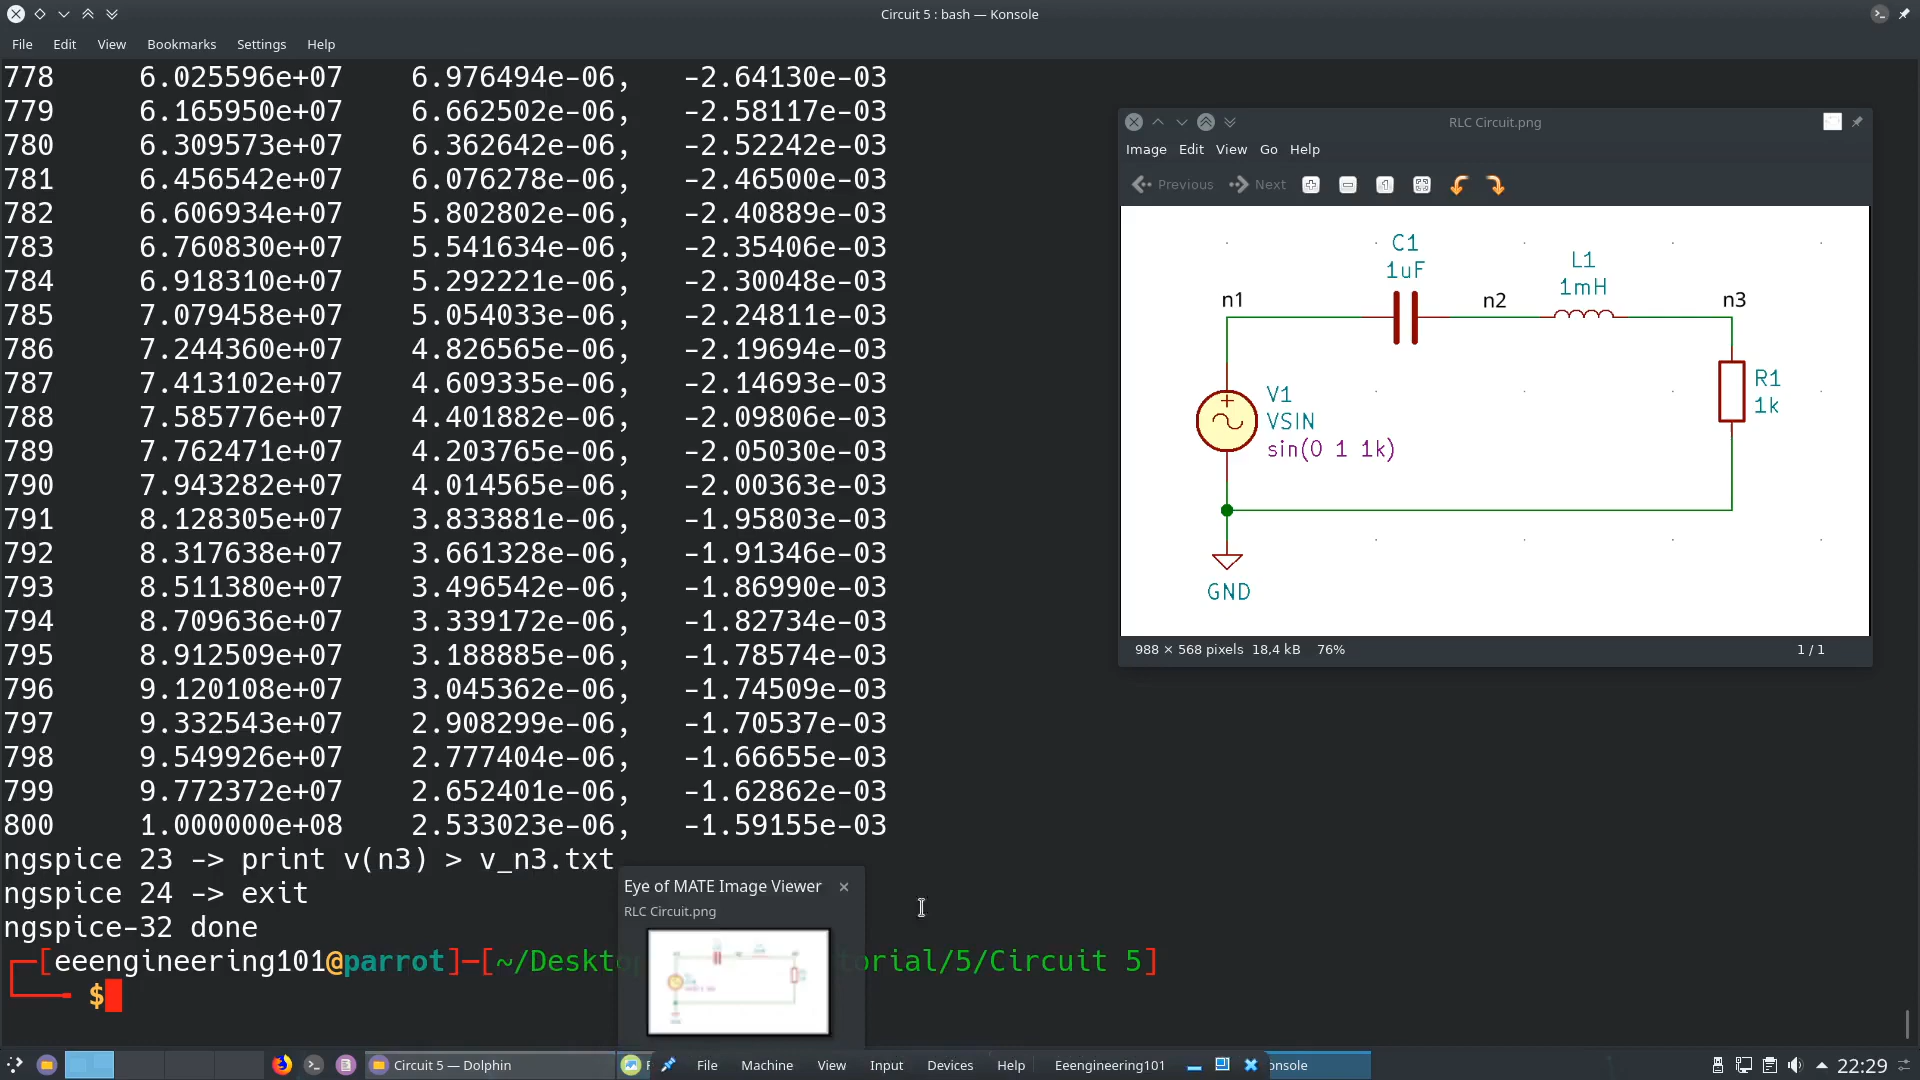 Circuit 5 : bash — Konsole
File Edit View Bookmarks Settings Help
778 6.025596e+07 6.976494e-06, -2.64130e-03
779 6.165950e+07 6.662502e-06, -2.58117e-03
780 6.309573e+07 6.362642e-06, -2.52242e-03
781 6.456542e+07 6.076278e-06, -2.46500e-03
782 6.606934e+07 5.802802e-06, -2.40889e-03
783 6.760830e+07 5.541634e-06, -2.35406e-03
784 6.918310e+07 5.292221e-06, -2.30048e-03
785 7.079458e+07 5.054033e-06, -2.24811e-03
786 7.244360e+07 4.826565e-06, -2.19694e-03
787 7.413102e+07 4.609335e-06, -2.14693e-03
788 7.585776e+07 4.401882e-06, -2.09806e-03
789 7.762471e+07 4.203765e-06, -2.05030e-03
790 7.943282e+07 4.014565e-06, -2.00363e-03
791 8.128305e+07 3.833881e-06, -1.95803e-03
792 8.317638e+07 3.661328e-06, -1.91346e-03
793 8.511380e+07 3.496542e-06, -1.86990e-03
794 8.709636e+07 3.339172e-06, -1.82734e-03
795 8.912509e+07 3.188885e-06, -1.78574e-03
796 9.120108e+07 3.045362e-06, -1.74509e-03
797 9.332543e+07 2.908299e-06, -1.70537e-03
798 9.549926e+07 2.777404e-06, -1.66655e-03
799 9.772372e+07 2.652401e-06, -1.62862e-03
800 1.000000e+08 2.533023e-06, -1.59155e-03
ngspice 23 -> print v(n3) > v_n3.txt
ngspice 24 -> exit
ngspice-32 done
[eeengineering101@parrot]-[~/Deskto orial/5/Circuit 5]
$
RLC Circuit.png
Image Edit View Go Help
Previous Next
C1
1uF
L1
1mH
n1
n2
n3
V1
VSIN
sin(0 1 1k)
R1
1k
GND
988 × 568 pixels 18,4 kB 76%
1 / 1
Eye of MATE Image Viewer
RLC Circuit.png
Circuit 5 — Dolphin
File Machine View Input Devices Help
Eeengineering101
onsole
22:29